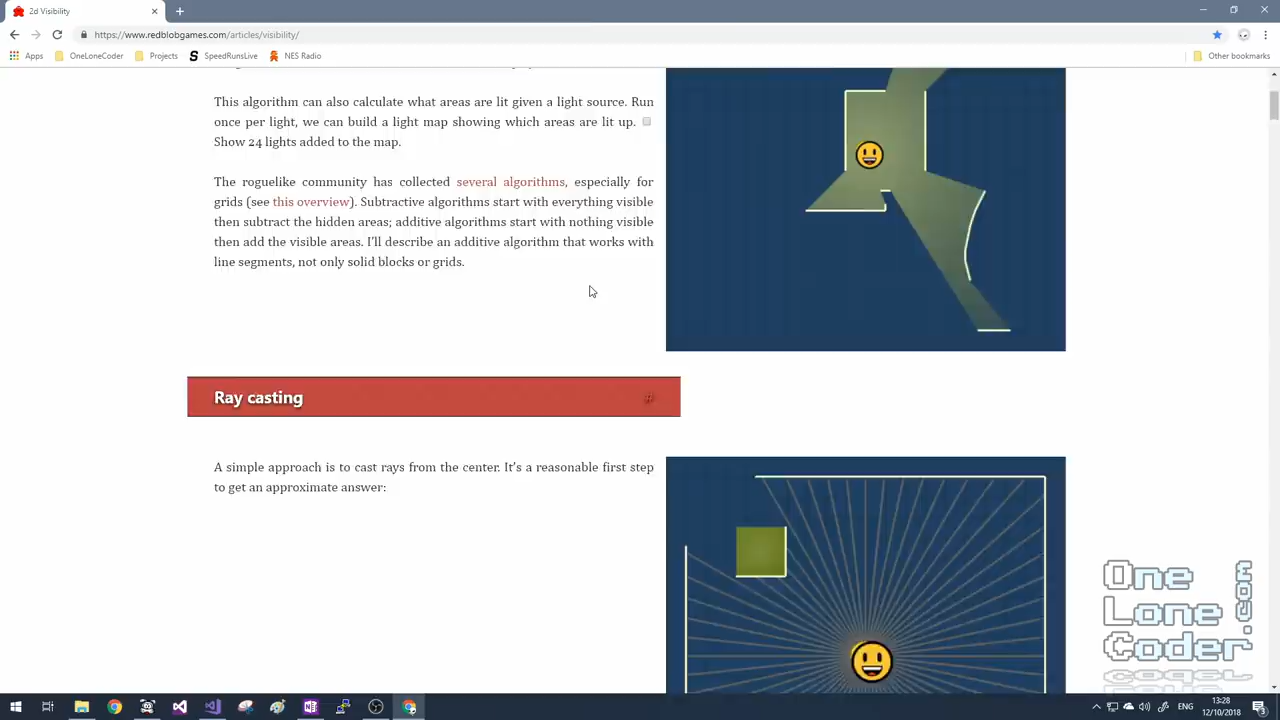 2d Visibility
https://www.redblobgames.com/articles/visibility/
Apps
OneLoneCoder
Projects
SpeedRunsLive
NES Radio
Other bookmarks
This algorithm can also calculate what areas are lit given a light source. Run
once per light, we can build a light map showing which areas are lit up.
Show 24 lights added to the map.
The roguelike community has collected several algorithms, especially for
grids (see this overview). Subtractive algorithms start with everything visible
then subtract the hidden areas; additive algorithms start with nothing visible
then add the visible areas. I'll describe an additive algorithm that works with
line segments, not only solid blocks or grids.
Ray casting
#
A simple approach is to cast rays from the center. It's a reasonable first step
to get an approximate answer:
One
Lone
Coder
.com
ENG
13:28
12/10/2018
3